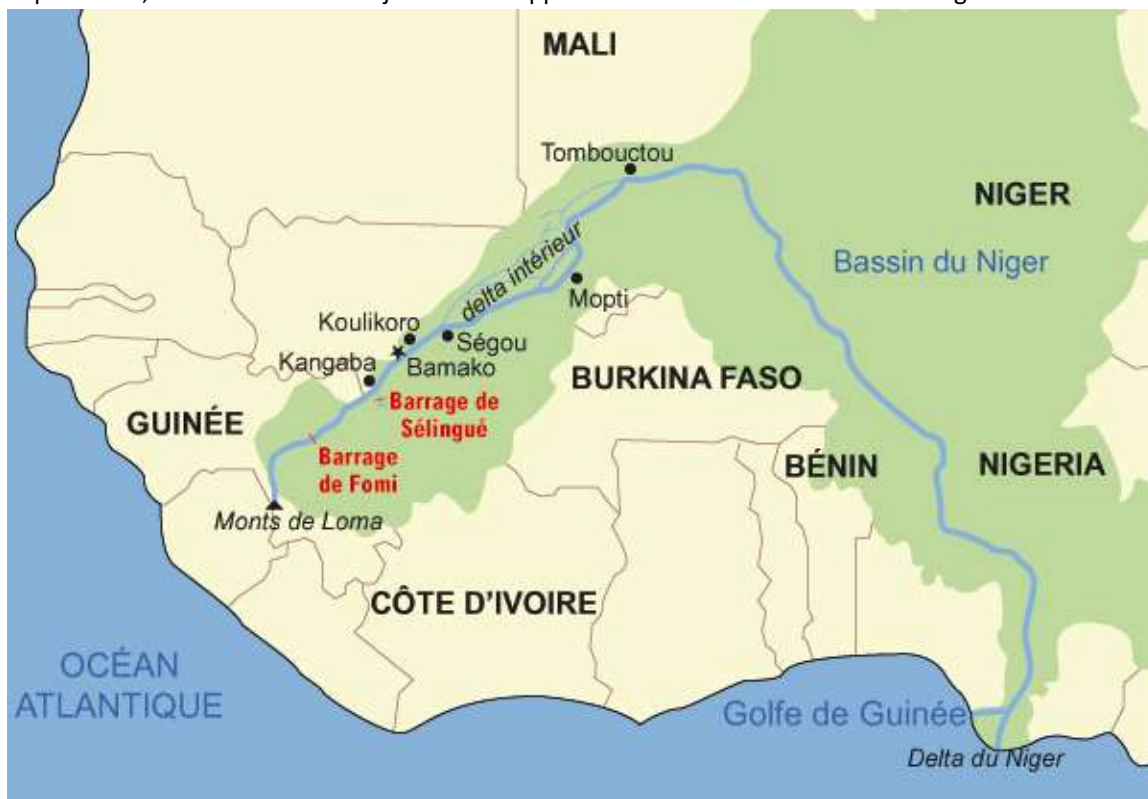 MALI
Tombouctou
NIGER
Bassin du Niger
delta intérieur
Mopti
Koulikoro
Ségou
Kangaba
Bamako
BURKINA FASO
Barrage de
Sélingué
GUINÉE
Barrage
de Fomi
BÉNIN
NIGERIA
Monts de Loma
CÔTE D'IVOIRE
OCÉAN
ATLANTIQUE
Golfe de Guinée
Delta du Niger